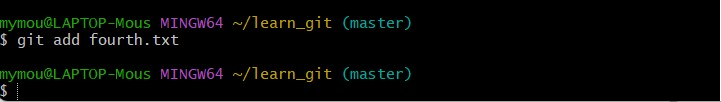 mymou@LAPTOP-Mous MINGW64 ~/learn_git (master)
$ git add fourth.txt
mymou@LAPTOP-Mous MINGW64 ~/learn_git (master)
$